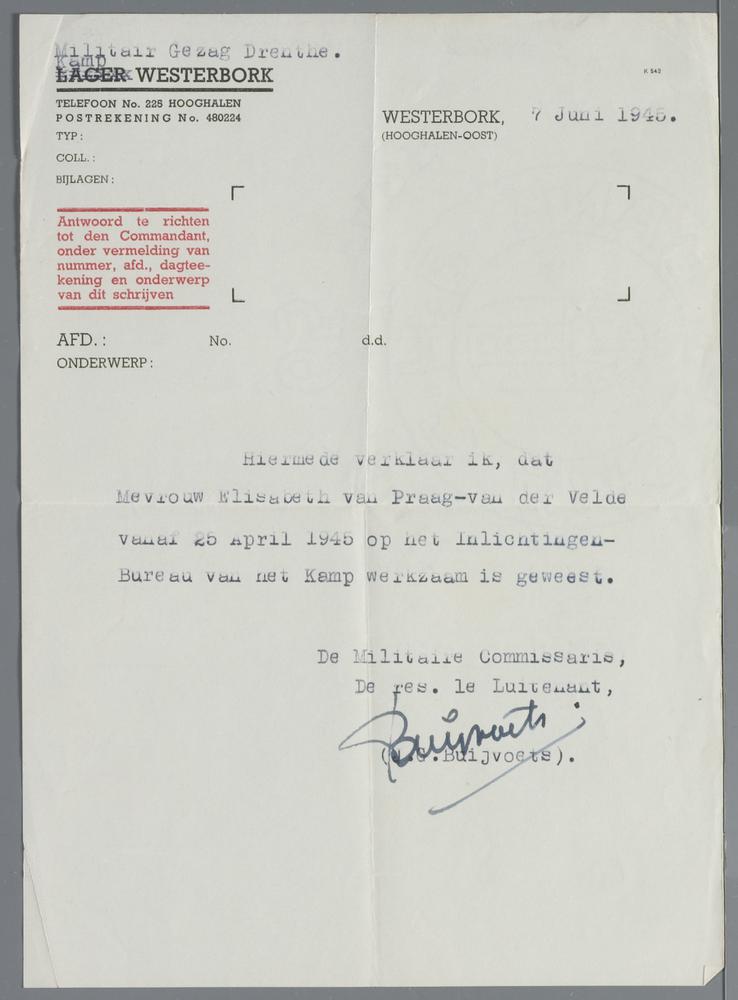 Militair Gezag Drenthe.
Kamp
LAGER WESTERBORK
K 542
TELEFOON No. 225 HOOGHALEN
POSTREKENING No. 480224
WESTERBORK, 7 Juni 1945.
(HOOGHALEN-OOST)
TYP:
COLL.:
BIJLAGEN:
Antwoord te richten
tot den Commandant,
onder vermelding van
nummer, afd., dagtee-
kening en onderwerp
van dit schrijven
AFD.: No. d.d.
ONDERWERP:
Hiermede verklaar ik, dat
Mevrouw Elisabeth van Praag-van der Velde
vanaf 25 April 1945 op het Inlichtingen-
Bureau van het Kamp werkzaam is geweest.
De Militaire Commissaris,
De res. 1e Luitenant,
Buijvoets
Buijvoets).